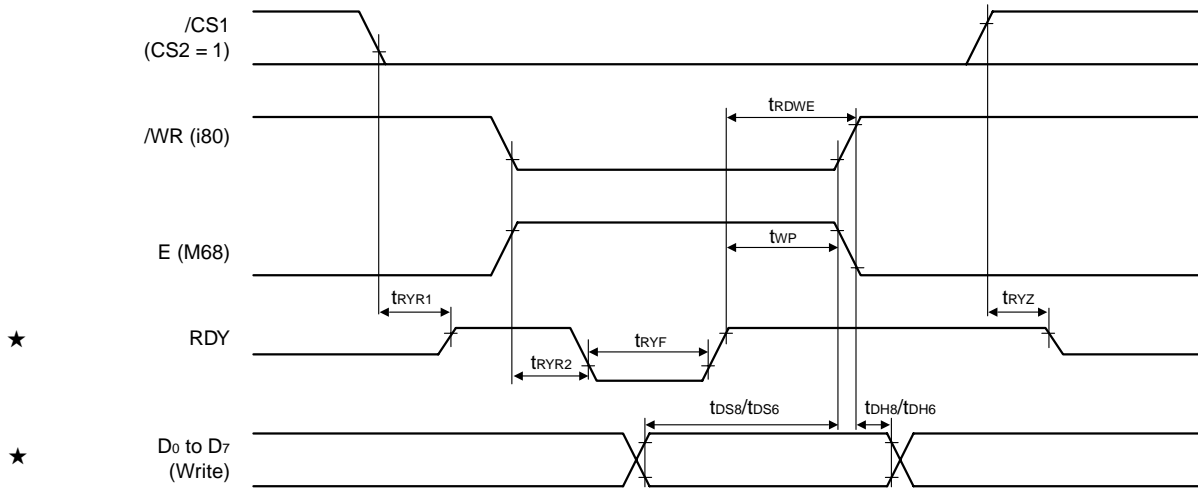 /CS1
(CS2 = 1)
tRDWE
/WR (i80)
tWP
E (M68)
tRYR1
tRYZ
★ RDY
tRYF
tRYR2
tDS8/tDS6
tDH8/tDH6
★ D0 to D7
(Write)